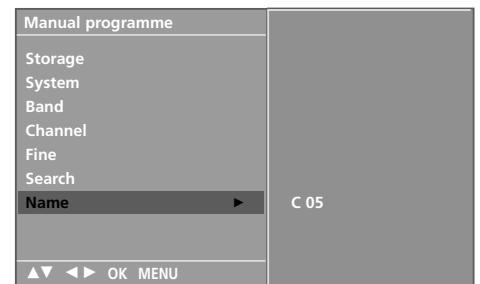 Manual programme
Storage
System
Band
Channel
Fine
Search
Name ► C 05
▲▼ ◄► OK MENU